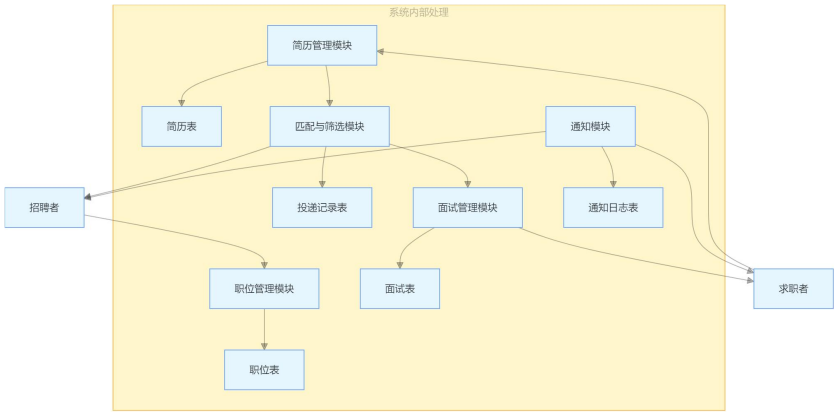 系统内部处理
简历管理模块
简历表
匹配与筛选模块
通知模块
招聘者
投递记录表
面试管理模块
通知日志表
职位管理模块
面试表
求职者
职位表